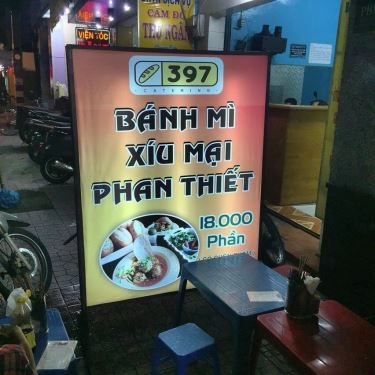 VIỆN TÓC
CẦM ĐỒ
397
CATERING
BÁNH MÌ
XÍU MẠI
PHAN THIẾT
18.000
Phần